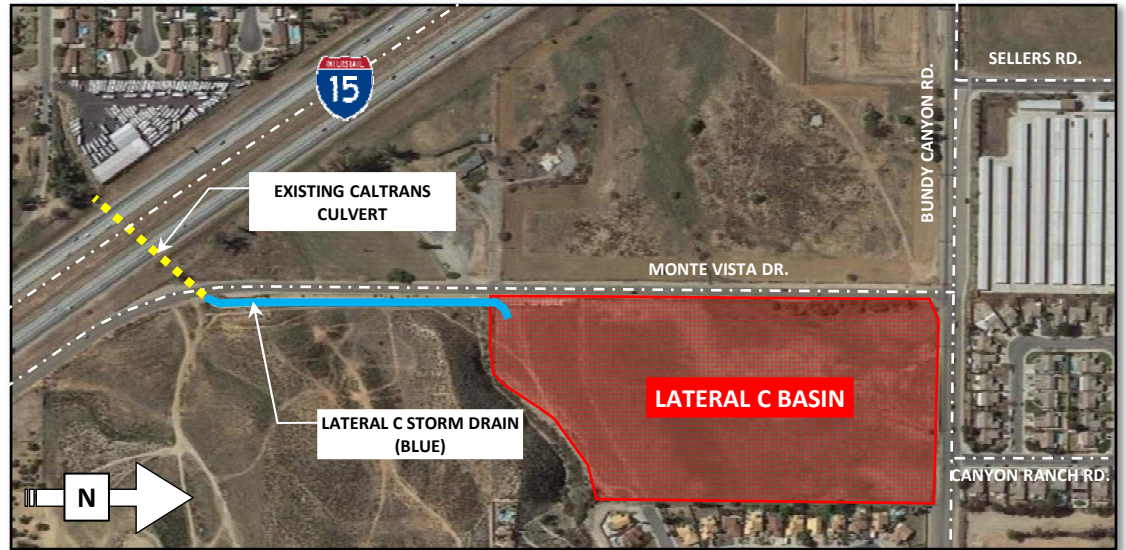 INTERSTATE
15
SELLERS RD.
BUNDY CANYON RD.
EXISTING CALTRANS
CULVERT
MONTE VISTA DR.
LATERAL C BASIN
LATERAL C STORM DRAIN
(BLUE)
CANYON RANCH RD.
N